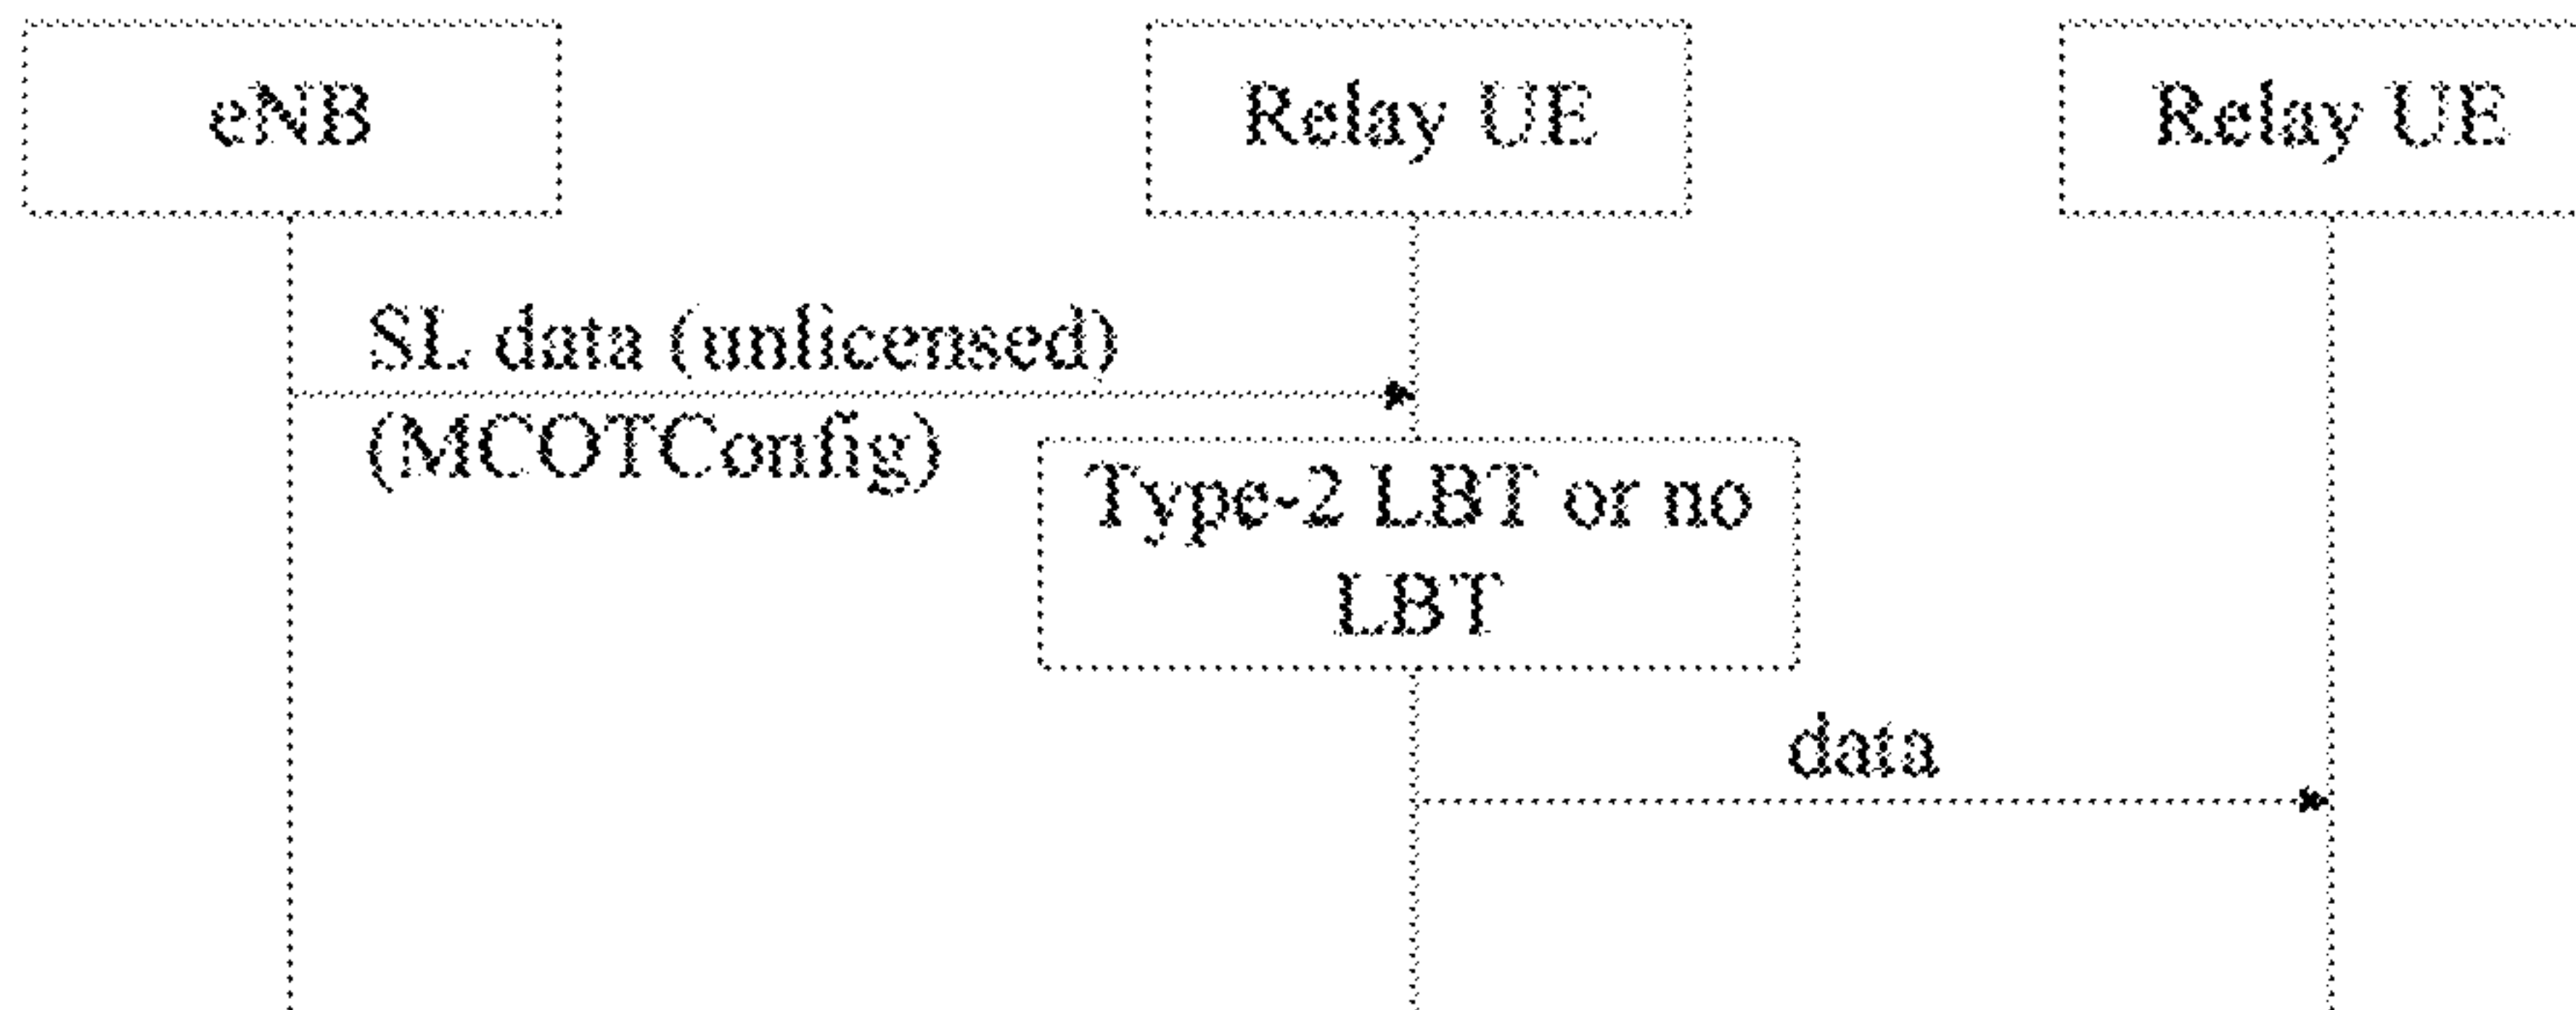 eNB
Relay UE
Relay UE
SL data (unlicensed)
(MCOTConfig)
Type-2 LBT or no
LBT
data